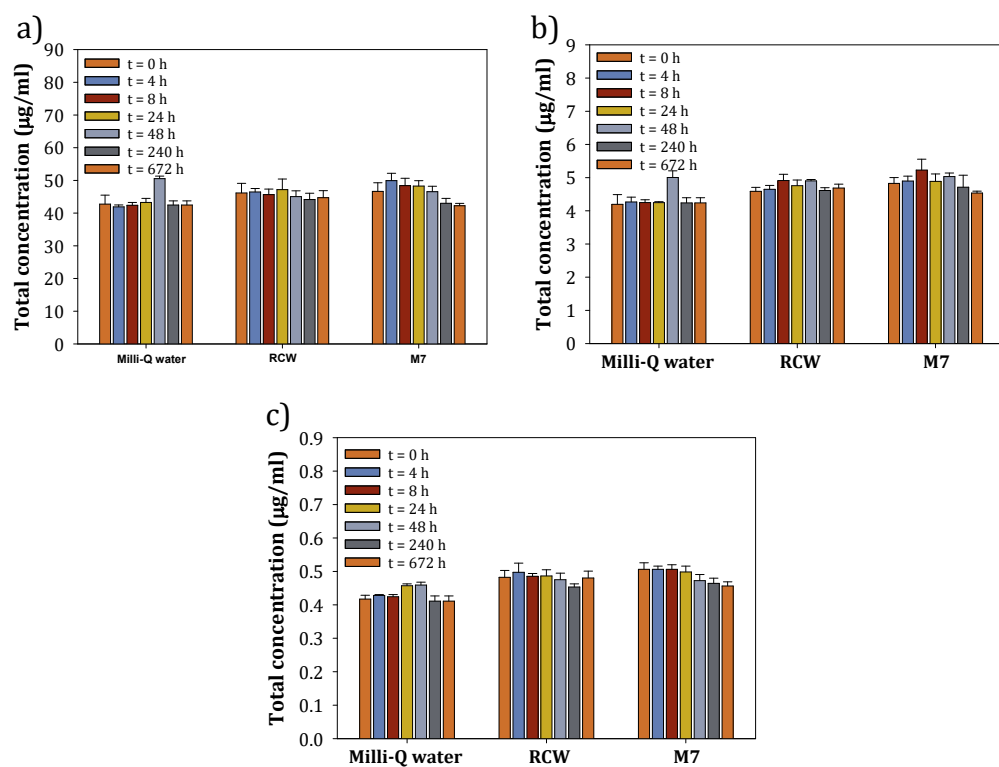 a)
Total concentration (µg/ml)
90
80
70
60
50
40
30
20
10
0
t = 0 h
t = 4 h
t = 8 h
t = 24 h
t = 48 h
t = 240 h
t = 672 h
Milli-Q water RCW M7
b)
Total concentration (µg/ml)
9
8
7
6
5
4
3
2
1
0
t = 0 h
t = 4 h
t = 8 h
t = 24 h
t = 48 h
t = 240 h
t = 672 h
Milli-Q water RCW M7
c)
Total concentration (µg/ml)
0.9
0.8
0.7
0.6
0.5
0.4
0.3
0.2
0.1
0.0
t = 0 h
t = 4 h
t = 8 h
t = 24 h
t = 48 h
t = 240 h
t = 672 h
Milli-Q water RCW M7